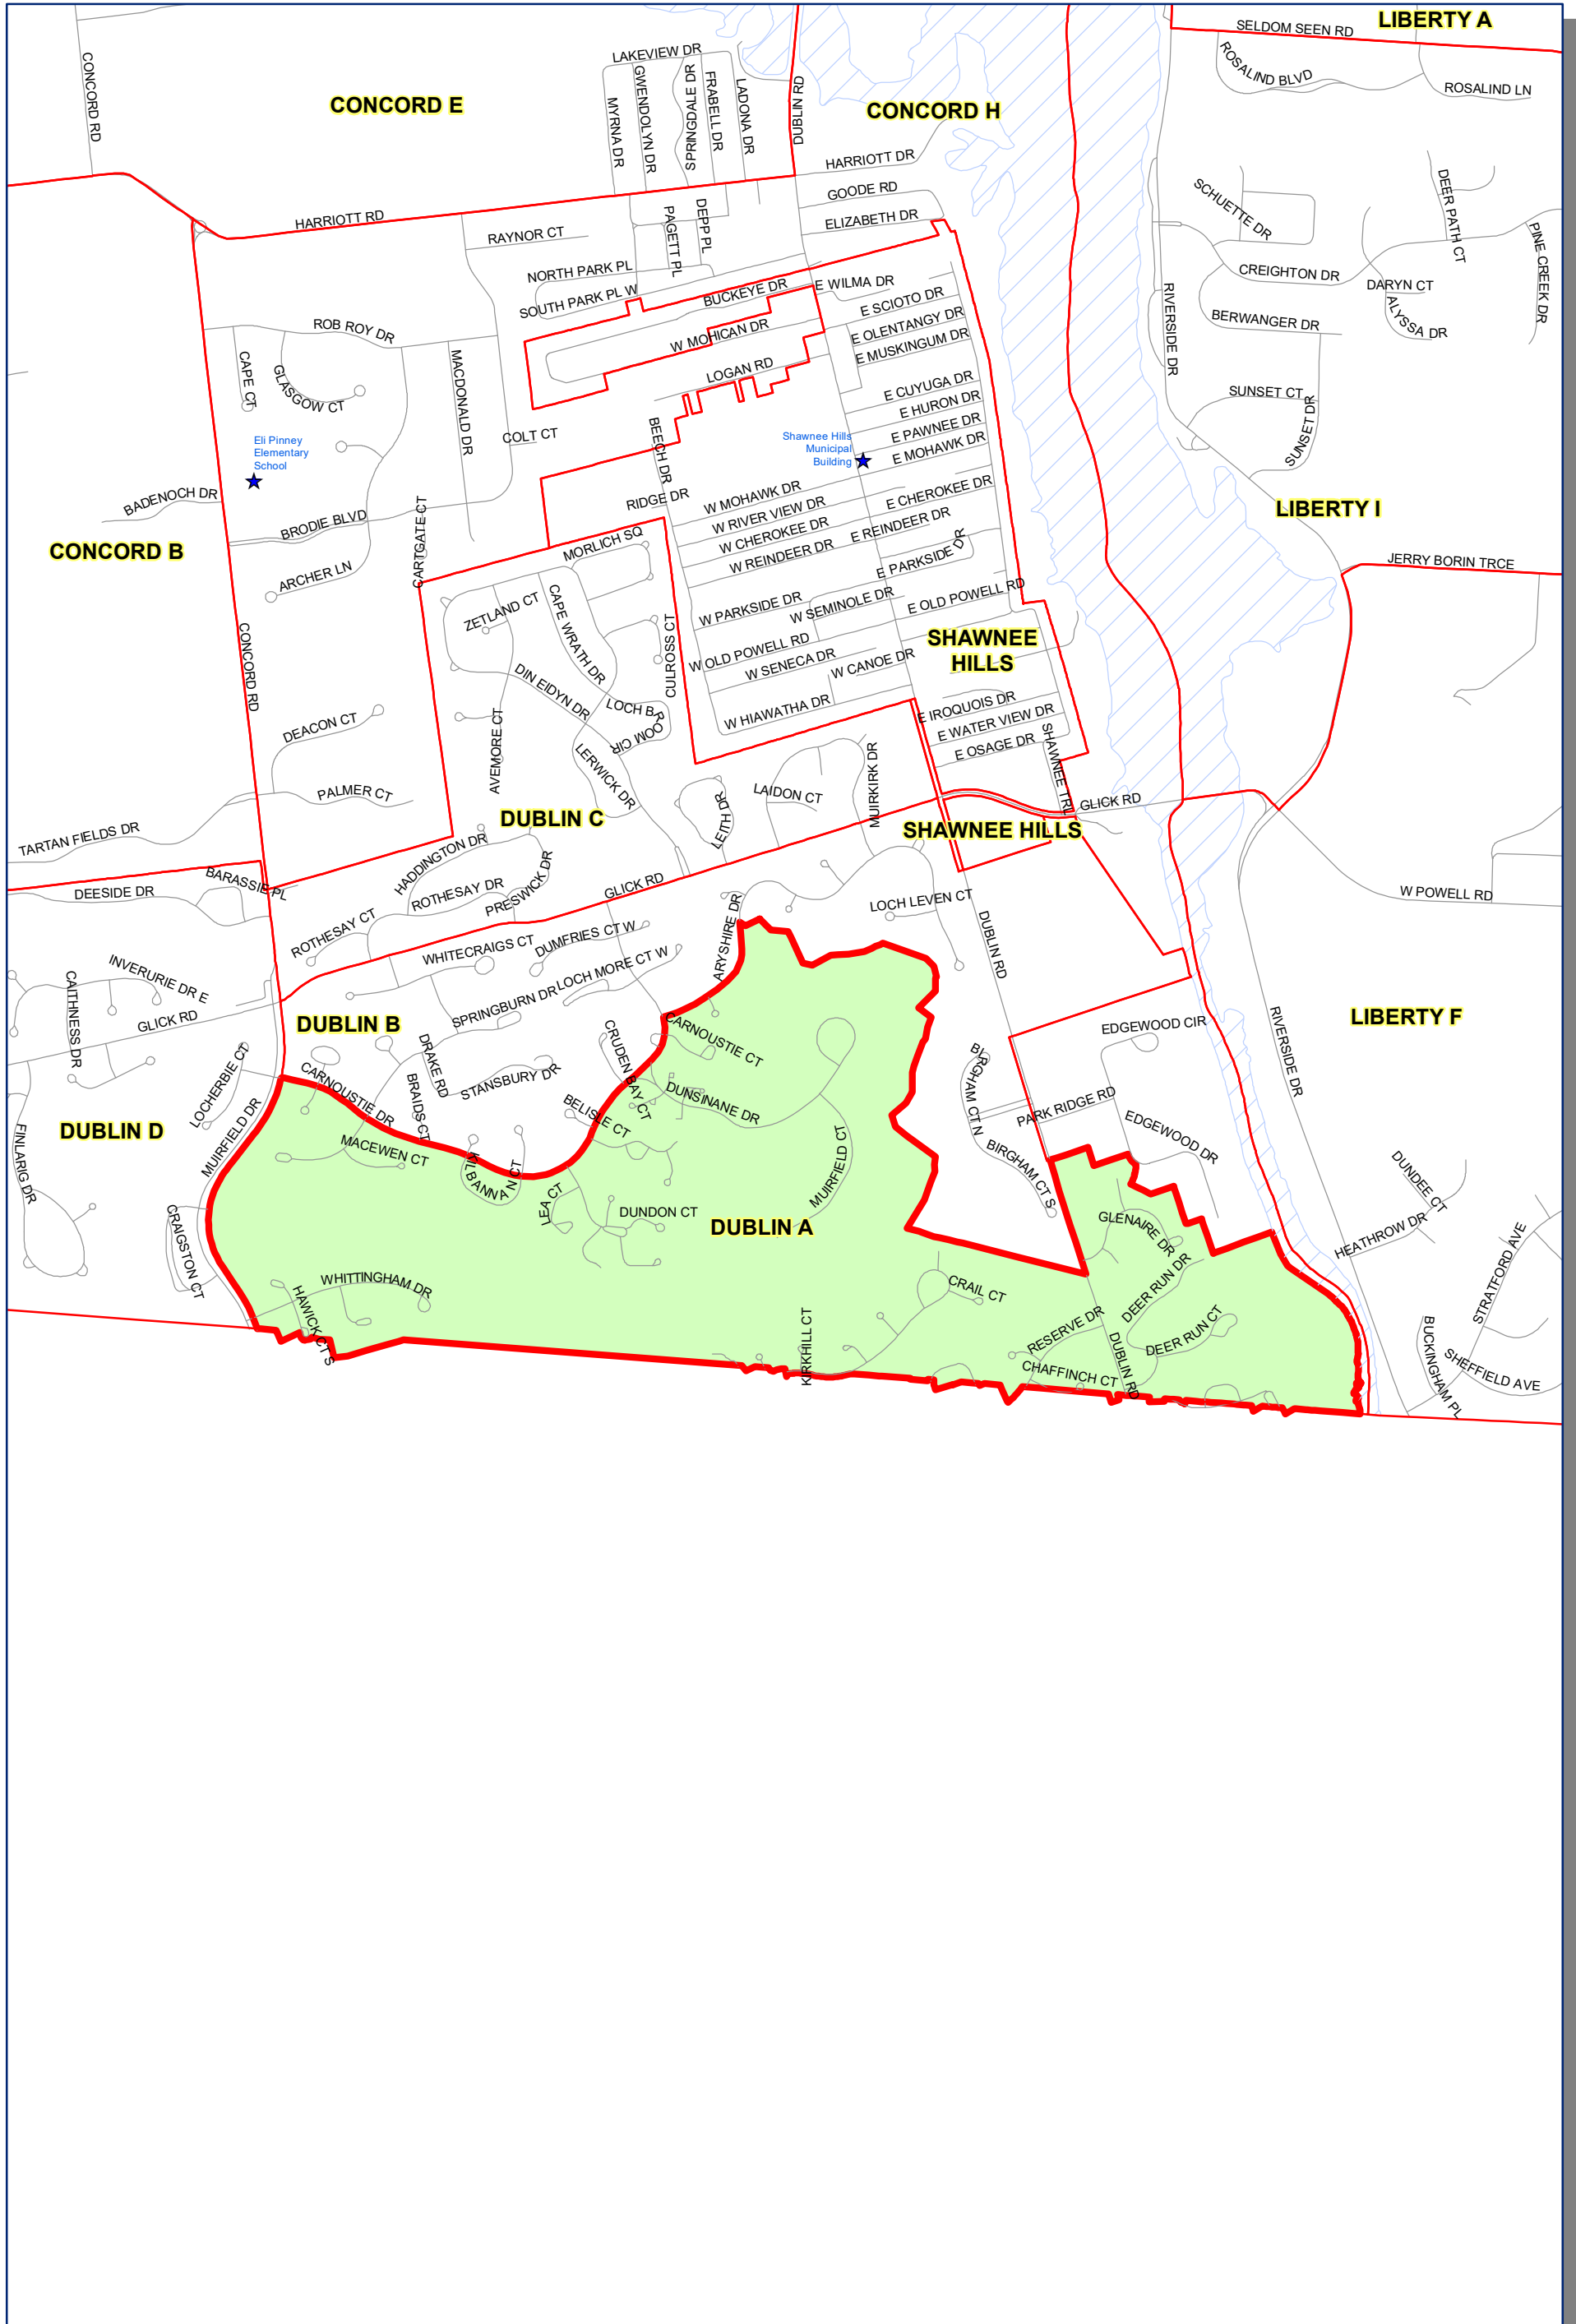 LIBERTY A
SELDOM SEEN RD
ROSALIND BLVD
ROSALIND LN
CONCORD RD
CONCORD E
LAKEVIEW DR
MYRNA DR
GWENDOLYN DR
SPRINGDALE DR
FRABELL DR
LADONA DR
DUBLIN RD
CONCORD H
HARRIOTT DR
GOODE RD
ELIZABETH DR
HARRIOTT RD
RAYNOR CT
PAGETT PL
DEPP PL
NORTH PARK PL
SOUTH PARK PL W
BUCKEYE DR
E WILMA DR
E SCIOTO DR
W MOHICAN DR
E OLENTANGY DR
E MUSKINGUM DR
LOGAN RD
E CUYUGA DR
E HURON DR
E PAWNEE DR
E MOHAWK DR
SCHUETTE DR
DEER PATH CT
PINE CREEK DR
CREIGHTON DR
DARYN CT
ALYSSA DR
BERWANGER DR
RIVERSIDE DR
SUNSET CT
SUNSET DR
LIBERTY I
JERRY BORIN TRCE
ROB ROY DR
CAPE CT
GLASGOW CT
MACDONALD DR
COLT CT
BEECH DR
Eli Pinney
Elementary
School
Shawnee Hills
Municipal
Building
BADENOCH DR
CONCORD B
BRODIE BLVD
CARTGATE CT
ARCHER LN
RIDGE DR
W MOHAWK DR
W RIVER VIEW DR
W CHEROKEE DR
W REINDEER DR
E CHEROKEE DR
E REINDEER DR
E PARKSIDE DR
MORLICH SQ
ZETLAND CT
CAPE WRATH DR
CULROSS CT
W PARKSIDE DR
W SEMINOLE DR
E OLD POWELL RD
W OLD POWELL RD
W SENECA DR
W CANOE DR
SHAWNEE
HILLS
CONCORD RD
DIN EIDYN DR
LOCH BROOM CIR
W HIAWATHA DR
E IROQUOIS DR
E WATER VIEW DR
E OSAGE DR
SHAWNEE TRL
DEACON CT
AVEMORE CT
LERWICK DR
PALMER CT
LEITH DR
LAIDON CT
MUIRKIRK DR
GLICK RD
DUBLIN C
SHAWNEE HILLS
TARTAN FIELDS DR
HADDINGTON DR
DEESIDE DR
BARASSIE PL
ROTHESAY DR
PRESWICK DR
GLICK RD
W POWELL RD
ROTHESAY CT
WHITECRAIGS CT
DUMFRIES CT W
ARYSHIRE DR
LOCH LEVEN CT
DUBLIN RD
INVERURIE DR E
CAITHNESS DR
LOCH MORE CT W
SPRINGBURN DR
GLICK RD
DUBLIN B
LIBERTY F
CARNOUSTIE CT
CRUDEN BAY CT
EDGEWOOD CIR
RIVERSIDE DR
LOCHERBIE CT
CARNOUSTIE DR
DRAKE RD
BRAIDS CT
STANSBURY DR
DUNSINANE DR
BIRGHAM CT N
PARK RIDGE RD
EDGEWOOD DR
DUBLIN D
BELISLE CT
MACEWEN CT
MUIRFIELD DR
FINLARIG DR
KILBANNAN CT
LEA CT
MUIRFIELD CT
BIRGHAM CT S
DUNDON CT
DUBLIN A
GLENAIRE DR
DUNDEE CT
HEATHROW DR
STRATFORD AVE
CRAIGSTON CT
WHITTINGHAM DR
HAWICK CT S
CRAIL CT
DEER RUN DR
KIRKHILL CT
RESERVE DR
DEER RUN CT
CHAFFINCH CT
DUBLIN RD
BUCKINGHAM PL
SHEFFIELD AVE